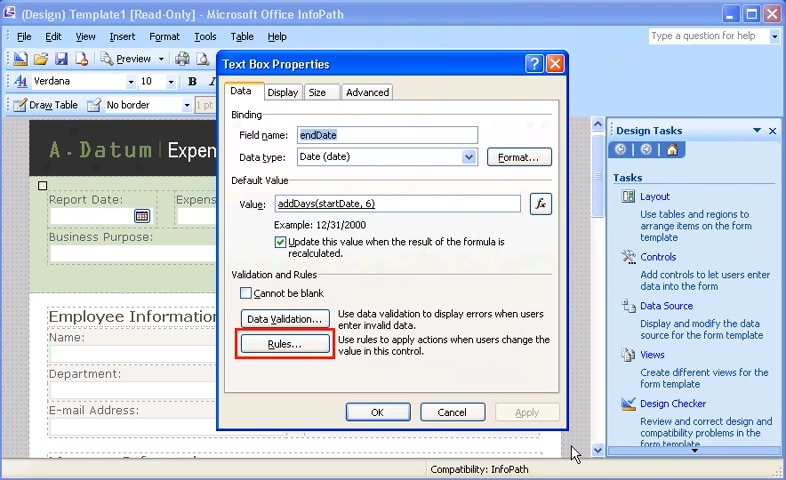 (Design) Template1 [Read-Only] - Microsoft Office InfoPath
File Edit View Insert Format Tools Table Help
Type a question for help
Preview
Verdana 10 B I
Draw Table No border 1 pt
A. Datum Expen
Report Date: Expens
Business Purpose:
Employee Information
Name:
Department:
E-mail Address:
Text Box Properties
Data Display Size Advanced
Binding
Field name: endDate
Data type: Date (date) Format...
Default Value
Value: addDays(startDate, 6) fx
Example: 12/31/2000
Update this value when the result of the formula is
recalculated.
Validation and Rules
Cannot be blank
Data Validation... Use data validation to display errors when users
enter invalid data.
Rules... Use rules to apply actions when users change the
value in this control.
OK Cancel Apply
Design Tasks
Tasks
Layout
Use tables and regions to
arrange items on the form
template
Controls
Add controls to let users enter
data into the form
Data Source
Display and modify the data
source for the form template
Views
Create different views for the
form template
Design Checker
Review and correct design and
compatibility problems in the
form template
Compatibility: InfoPath